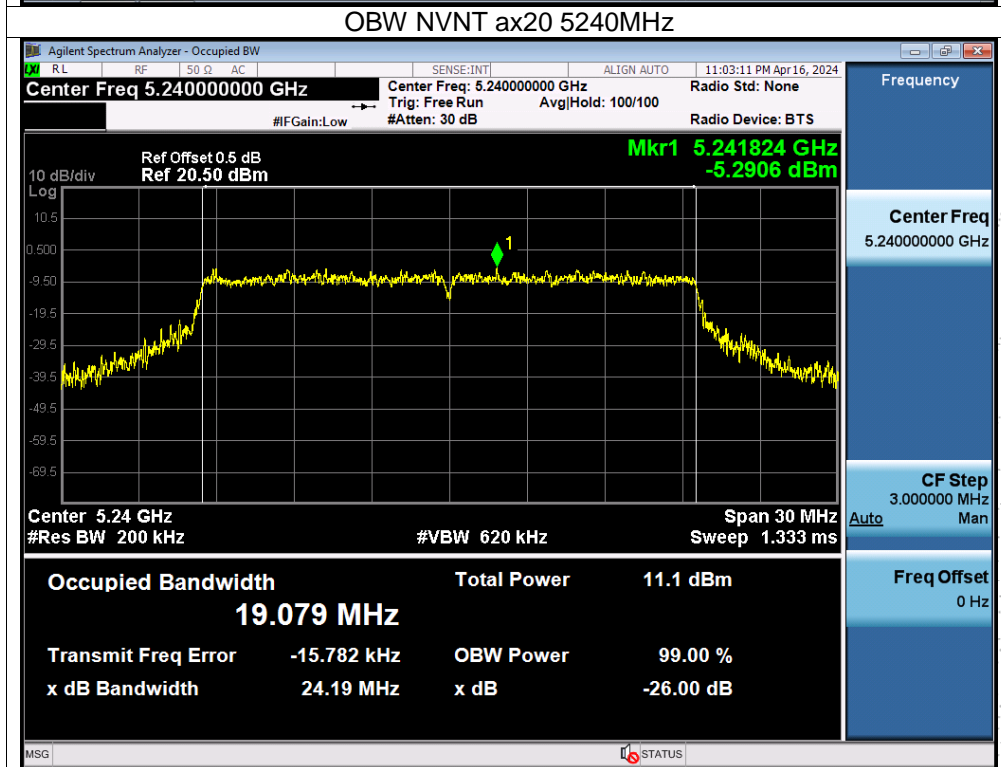 OBW NVNT ax20 5240MHz
Agilent Spectrum Analyzer - Occupied BW
LXI RL RF 50 Ω AC SENSE:INT ALIGN AUTO 11:03:11 PM Apr 16, 2024
Center Freq 5.240000000 GHz
Center Freq: 5.240000000 GHz
Radio Std: None
Trig: Free Run Avg|Hold: 100/100
#IFGain:Low
#Atten: 30 dB
Radio Device: BTS
Frequency
Mkr1 5.241824 GHz
-5.2906 dBm
Ref Offset 0.5 dB
10 dB/div Ref 20.50 dBm
Log
10.5
0.500
-9.50
-19.5
-29.5
-39.5
-49.5
-59.5
-69.5
1
Center Freq
5.240000000 GHz
Center 5.24 GHz
Span 30 MHz
#Res BW 200 kHz
#VBW 620 kHz
Sweep 1.333 ms
CF Step
3.000000 MHz
Auto Man
Occupied Bandwidth
19.079 MHz
Total Power 11.1 dBm
Transmit Freq Error -15.782 kHz
OBW Power 99.00 %
x dB Bandwidth 24.19 MHz
x dB -26.00 dB
Freq Offset
0 Hz
MSG
STATUS